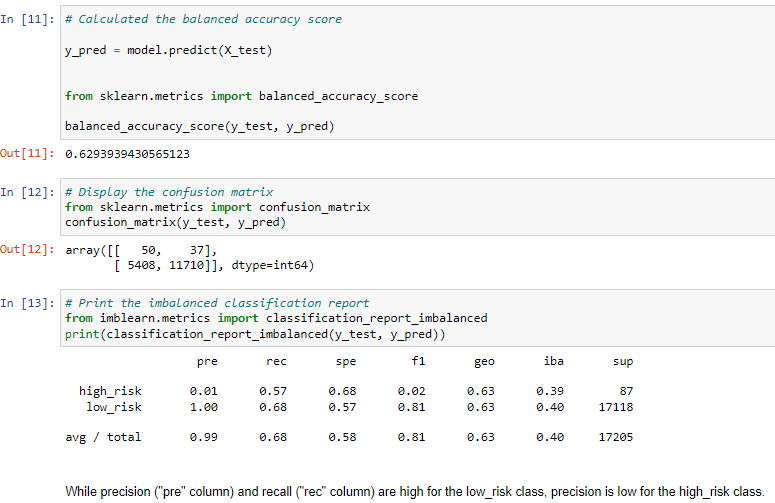 In [11]: # Calculated the balanced accuracy score
y_pred = model.predict(X_test)
from sklearn.metrics import balanced_accuracy_score
balanced_accuracy_score(y_test, y_pred)
Out[11]: 0.6293939430565123
In [12]: # Display the confusion matrix
from sklearn.metrics import confusion_matrix
confusion_matrix(y_test, y_pred)
Out[12]: array([[   50,    37],
       [ 5408, 11710]], dtype=int64)
In [13]: # Print the imbalanced classification report
from imblearn.metrics import classification_report_imbalanced
print(classification_report_imbalanced(y_test, y_pred))
pre rec spe f1 geo iba sup
high_risk 0.01 0.57 0.68 0.02 0.63 0.39 87
low_risk 1.00 0.68 0.57 0.81 0.63 0.40 17118
avg / total 0.99 0.68 0.58 0.81 0.63 0.40 17205
While precision ("pre" column) and recall ("rec" column) are high for the low_risk class, precision is low for the high_risk class.